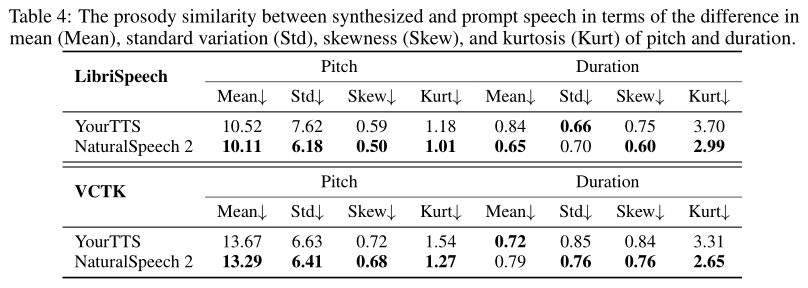 Table 4: The prosody similarity between synthesized and prompt speech in terms of the difference in
mean (Mean), standard variation (Std), skewness (Skew), and kurtosis (Kurt) of pitch and duration.
LibriSpeech Pitch Duration
Mean↓ Std↓ Skew↓ Kurt↓ Mean↓ Std↓ Skew↓ Kurt↓
YourTTS 10.52 7.62 0.59 1.18 0.84 0.66 0.75 3.70
NaturalSpeech 2 10.11 6.18 0.50 1.01 0.65 0.70 0.60 2.99
VCTK Pitch Duration
Mean↓ Std↓ Skew↓ Kurt↓ Mean↓ Std↓ Skew↓ Kurt↓
YourTTS 13.67 6.63 0.72 1.54 0.72 0.85 0.84 3.31
NaturalSpeech 2 13.29 6.41 0.68 1.27 0.79 0.76 0.76 2.65